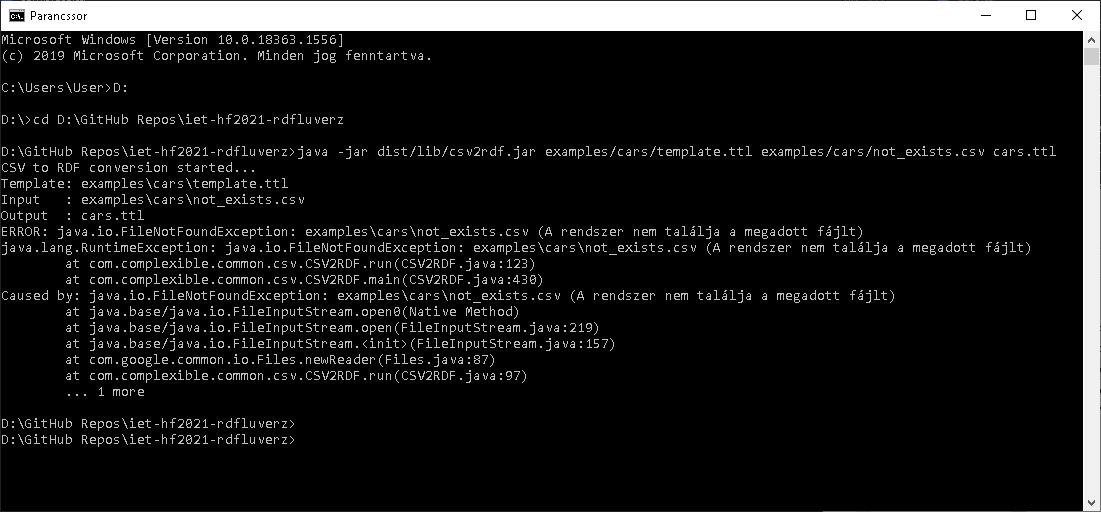 Parancssor
Microsoft Windows [Version 10.0.18363.1556]
(c) 2019 Microsoft Corporation. Minden jog fenntartva.
C:\Users\User>D:
D:\>cd D:\GitHub Repos\iet-hf2021-rdfluverz
D:\GitHub Repos\iet-hf2021-rdfluverz>java -jar dist/lib/csv2rdf.jar examples/cars/template.ttl examples/cars/not_exists.csv cars.ttl
CSV to RDF conversion started...
Template: examples\cars\template.ttl
Input   : examples\cars\not_exists.csv
Output  : cars.ttl
ERROR: java.io.FileNotFoundException: examples\cars\not_exists.csv (A rendszer nem találja a megadott fájlt)
java.lang.RuntimeException: java.io.FileNotFoundException: examples\cars\not_exists.csv (A rendszer nem találja a megadott fájlt)
        at com.complexible.common.csv.CSV2RDF.run(CSV2RDF.java:123)
        at com.complexible.common.csv.CSV2RDF.main(CSV2RDF.java:430)
Caused by: java.io.FileNotFoundException: examples\cars\not_exists.csv (A rendszer nem találja a megadott fájlt)
        at java.base/java.io.FileInputStream.open0(Native Method)
        at java.base/java.io.FileInputStream.open(FileInputStream.java:219)
        at java.base/java.io.FileInputStream.<init>(FileInputStream.java:157)
        at com.google.common.io.Files.newReader(Files.java:87)
        at com.complexible.common.csv.CSV2RDF.run(CSV2RDF.java:97)
        ... 1 more
D:\GitHub Repos\iet-hf2021-rdfluverz>
D:\GitHub Repos\iet-hf2021-rdfluverz>